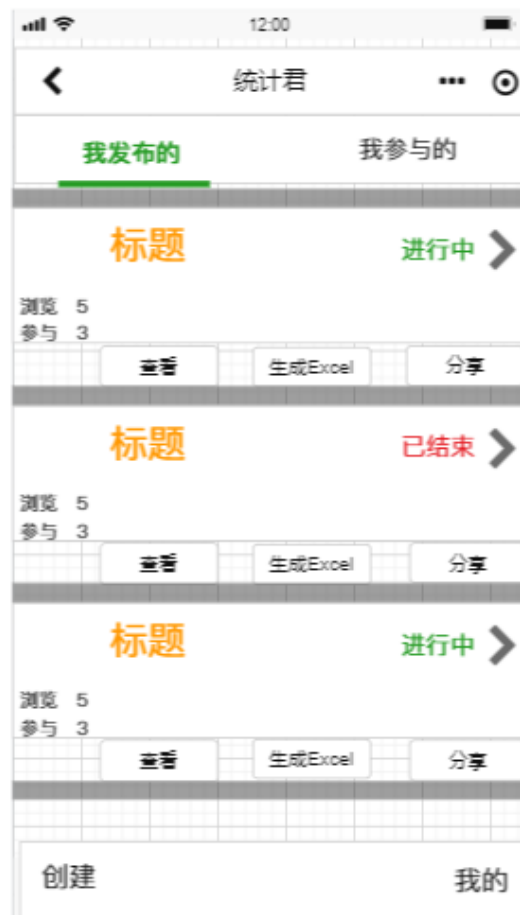 12:00
统计君
我发布的 我参与的
标题 进行中
浏览 5
参与 3
查看 生成Excel 分享
标题 已结束
浏览 5
参与 3
查看 生成Excel 分享
标题 进行中
浏览 5
参与 3
查看 生成Excel 分享
创建 我的